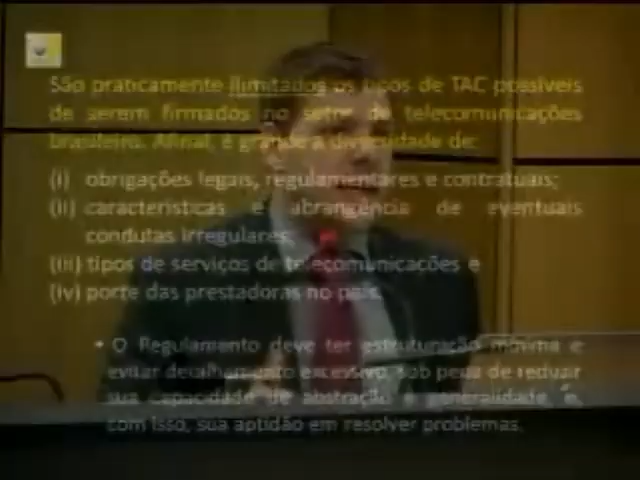 São praticamente ilimitados os tipos de TAC possíveis
de serem firmados no setor de telecomunicações
brasileiro. Afinal, é grande a diversidade de:
(i) obrigações legais, regulamentares e contratuais;
(ii) características e abrangência de eventuais
condutas irregulares;
(iii) tipos de serviços de telecomunicações e
(iv) porte das prestadoras no país.
• O Regulamento deve ter estruturação mínima e
evitar detalhamento excessivo, sob pena de reduzir
sua capacidade de abstração e generalidade e,
com isso, sua aptidão em resolver problemas.